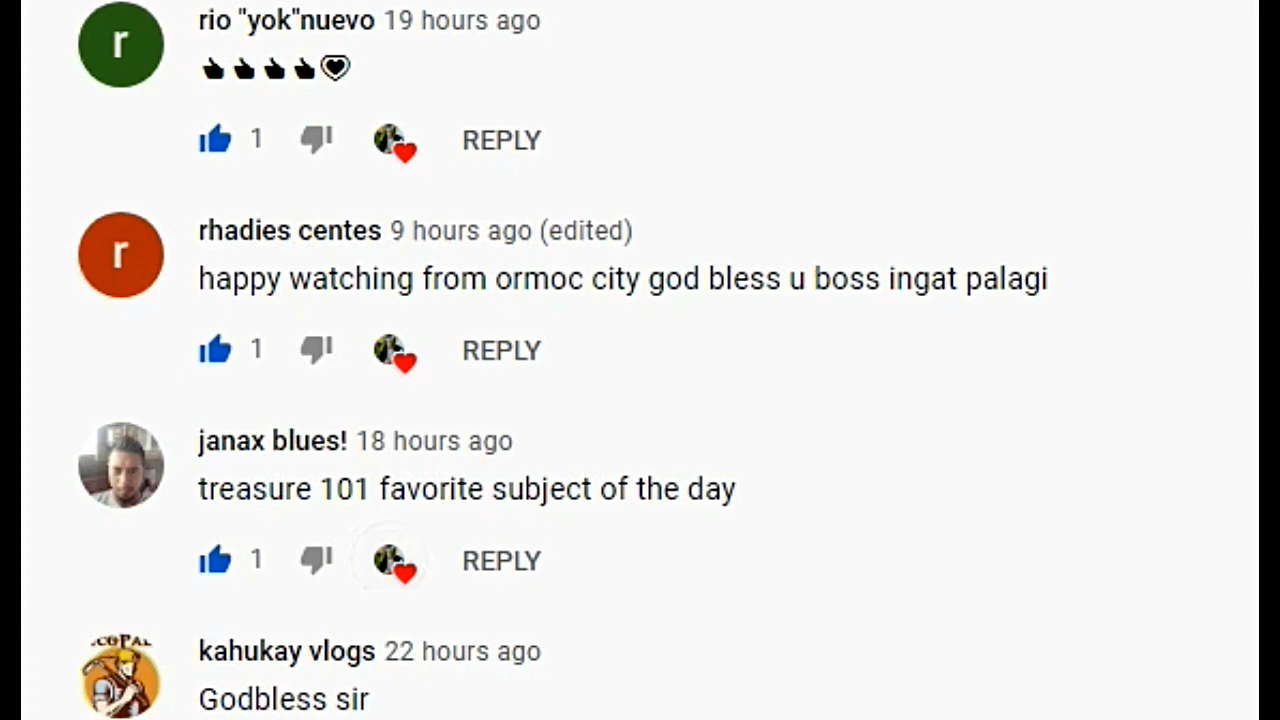 r
rio "yok"nuevo 19 hours ago
1 REPLY
r
rhadies centes 9 hours ago (edited)
happy watching from ormoc city god bless u boss ingat palagi
1 REPLY
janax blues! 18 hours ago
treasure 101 favorite subject of the day
1 REPLY
kahukay vlogs 22 hours ago
Godbless sir